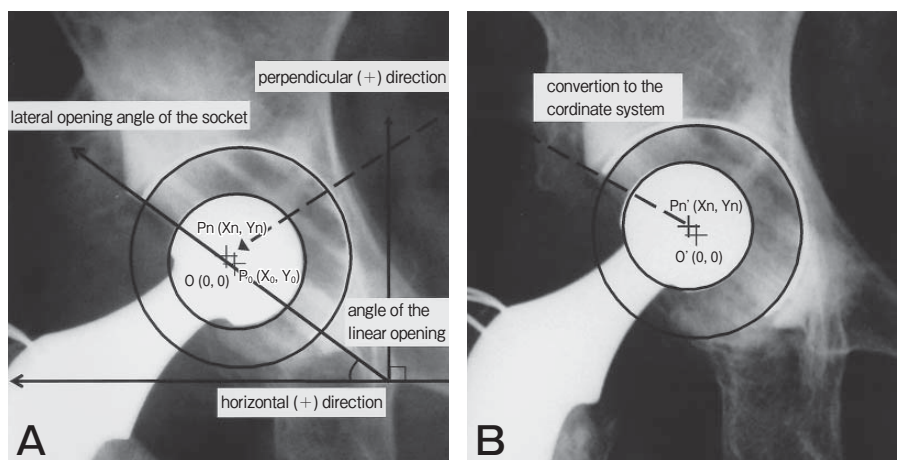 perpendicular (+) direction
lateral opening angle of the socket
Pn (Xn, Yn)
O (0, 0)
P₀ (X₀, Y₀)
angle of the
linear opening
horizontal (+) direction
A
convertion to the
cordinate system
Pn' (Xn, Yn)
O' (0, 0)
B